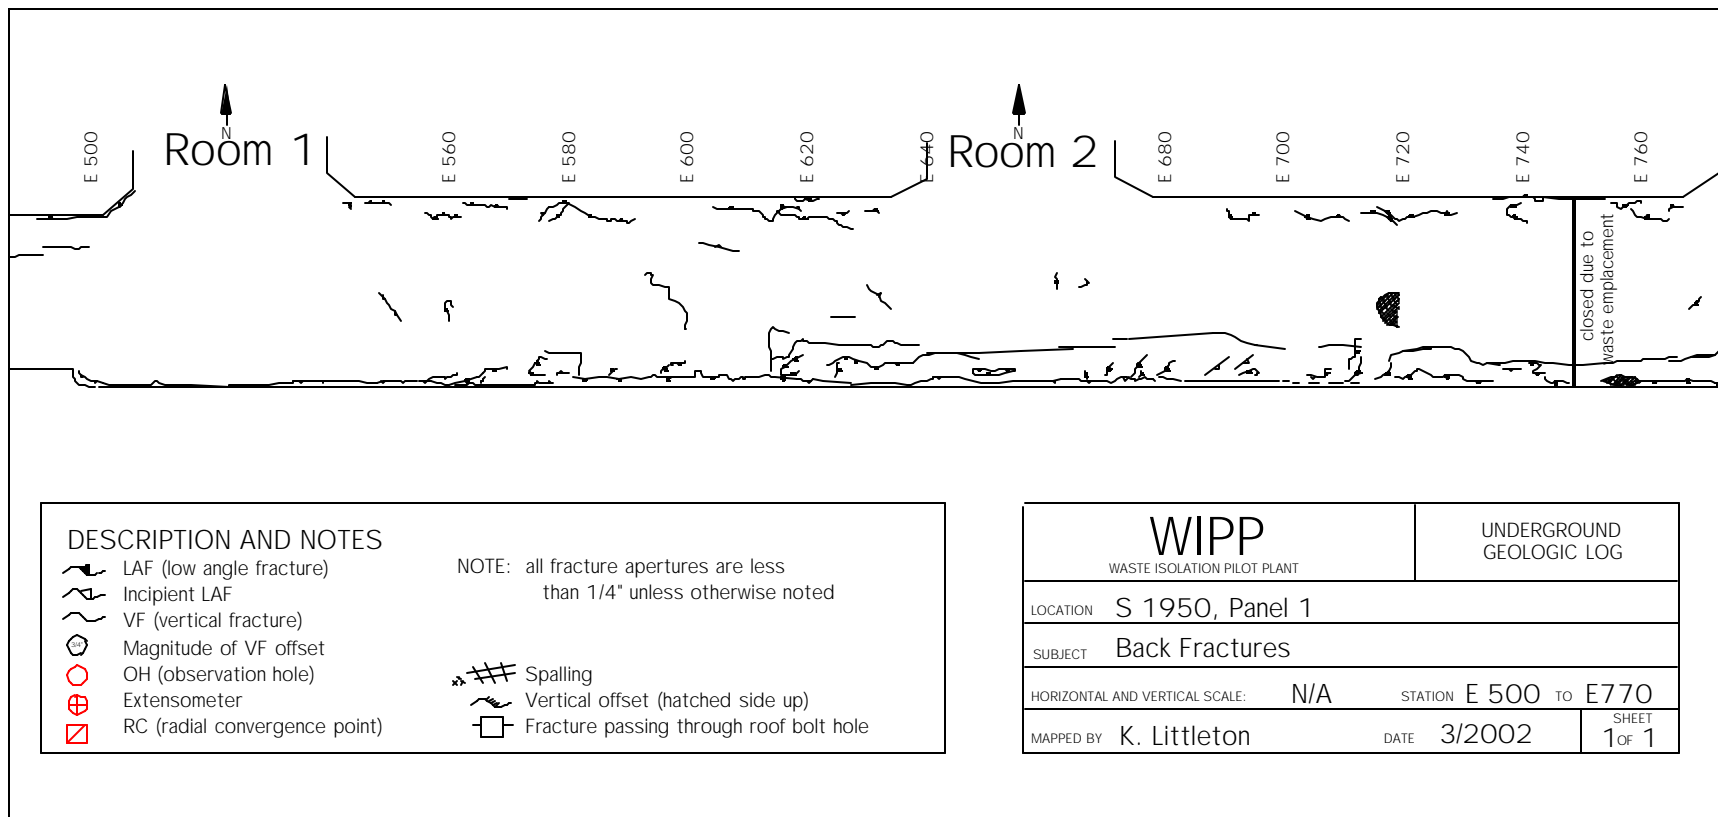 E 500
N
Room 1
E 560
E 580
E 600
E 620
E 640
N
Room 2
E 680
E 700
E 720
E 740
E 760
closed due to
waste emplacement
DESCRIPTION AND NOTES
LAF (low angle fracture)
Incipient LAF
VF (vertical fracture)
3/4"
Magnitude of VF offset
OH (observation hole)
Extensometer
RC (radial convergence point)
NOTE: all fracture apertures are less
than 1/4" unless otherwise noted
Spalling
Vertical offset (hatched side up)
Fracture passing through roof bolt hole
WIPP
WASTE ISOLATION PILOT PLANT
UNDERGROUND
GEOLOGIC LOG
LOCATION S 1950, Panel 1
SUBJECT Back Fractures
HORIZONTAL AND VERTICAL SCALE: N/A STATION E 500 TO E770
MAPPED BY K. Littleton DATE 3/2002
SHEET
1 OF 1